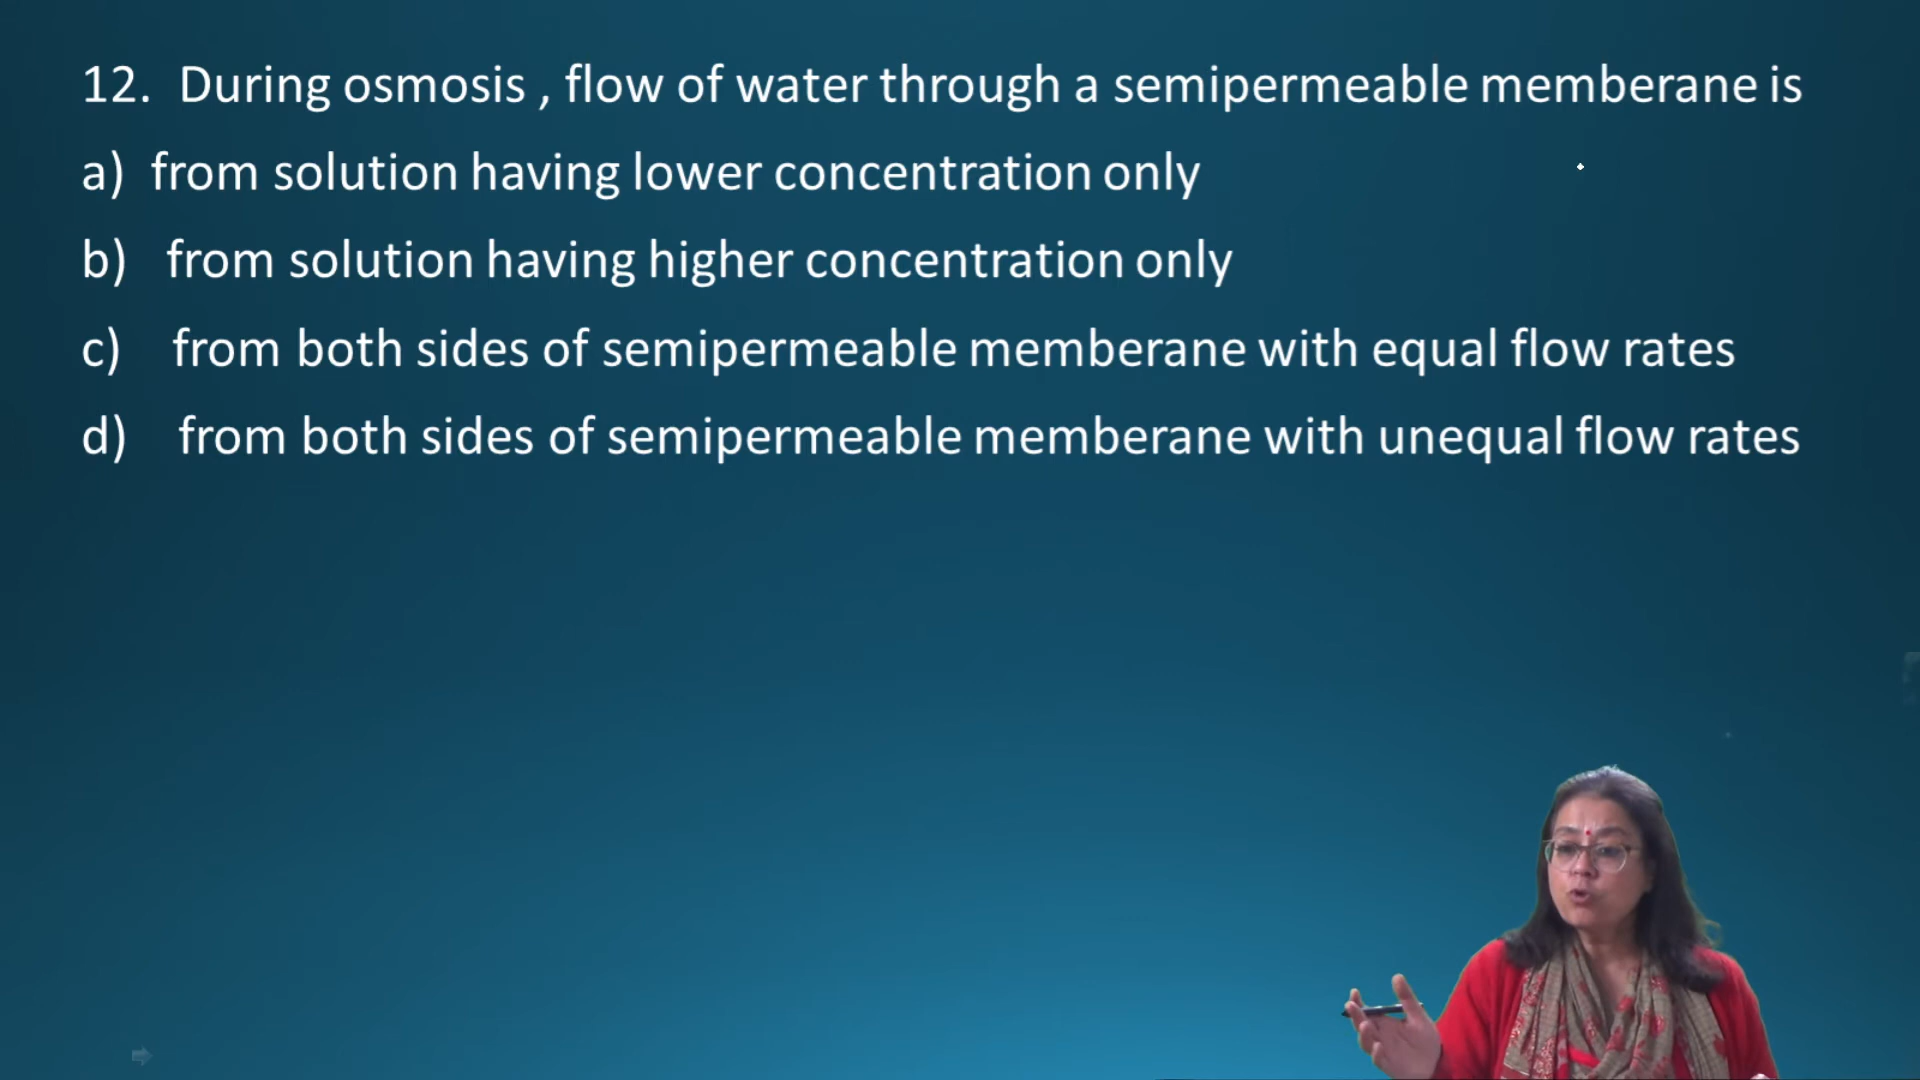 12. During osmosis , flow of water through a semipermeable memberane is
a) from solution having lower concentration only
b) from solution having higher concentration only
c) from both sides of semipermeable memberane with equal flow rates
d) from both sides of semipermeable memberane with unequal flow rates